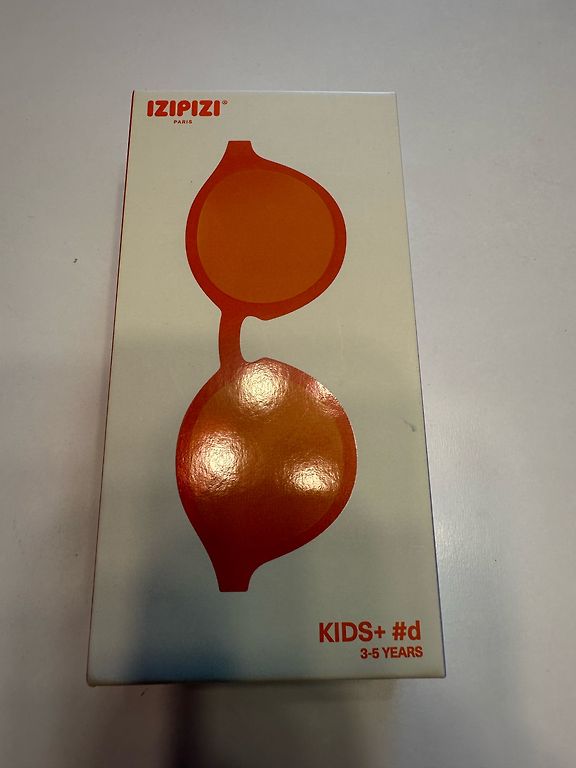 IZIPIZI®
PARIS
KIDS+ #d
3-5 YEARS